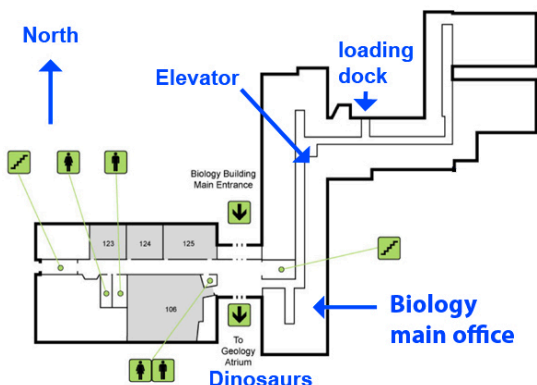 North
loading
dock
Elevator
Biology Building
Main Entrance
123
124
125
106
Biology
main office
To
Geology
Atrium
Dinosaurs